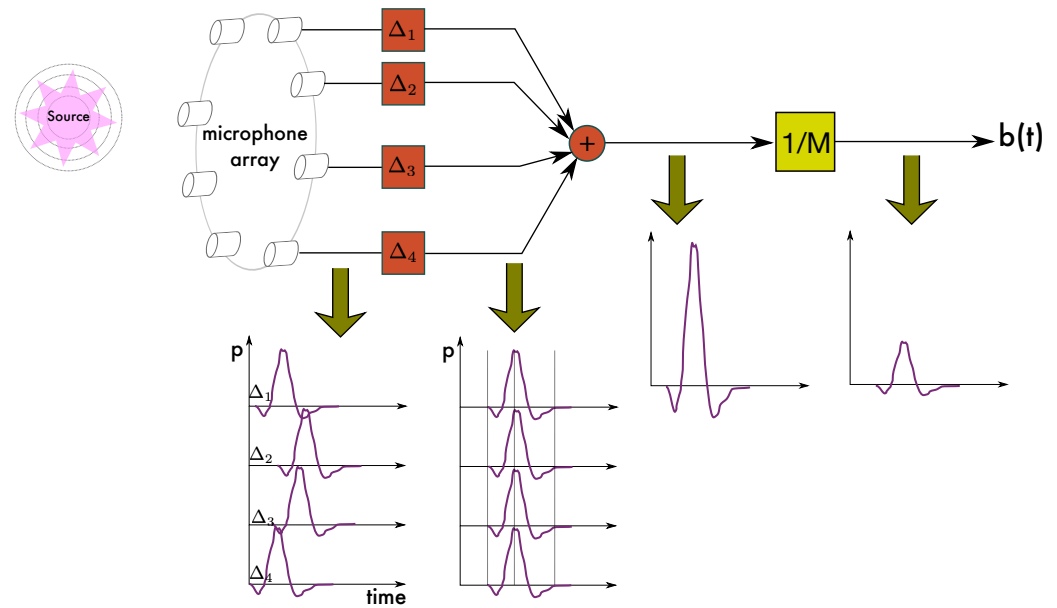 Source
microphone
array
Δ₁
Δ₂
Δ₃
Δ₄
+
1/M
b(t)
p
Δ₁
Δ₂
Δ₃
Δ₄
time
p